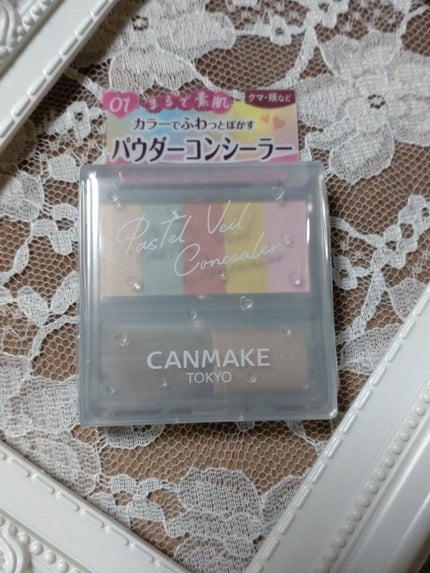 01 まるで素肌 クマ・頬など
カラーでふわっとぼかす
パウダーコンシーラー
Pastel Veil
Concealer
CANMAKE
TOKYO